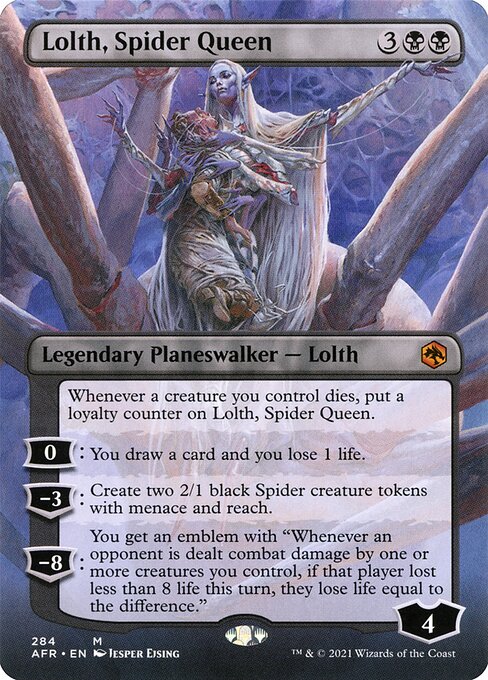 Lolth, Spider Queen 3
Legendary Planeswalker — Lolth
Whenever a creature you control dies, put a
loyalty counter on Lolth, Spider Queen.
0 : You draw a card and you lose 1 life.
−3 : Create two 2/1 black Spider creature tokens
with menace and reach.
−8 : You get an emblem with “Whenever an
opponent is dealt combat damage by one or
more creatures you control, if that player lost
less than 8 life this turn, they lose life equal to
the difference.”
4
284 M
AFR • EN Jesper Ejsing
™ & © 2021 Wizards of the Coast